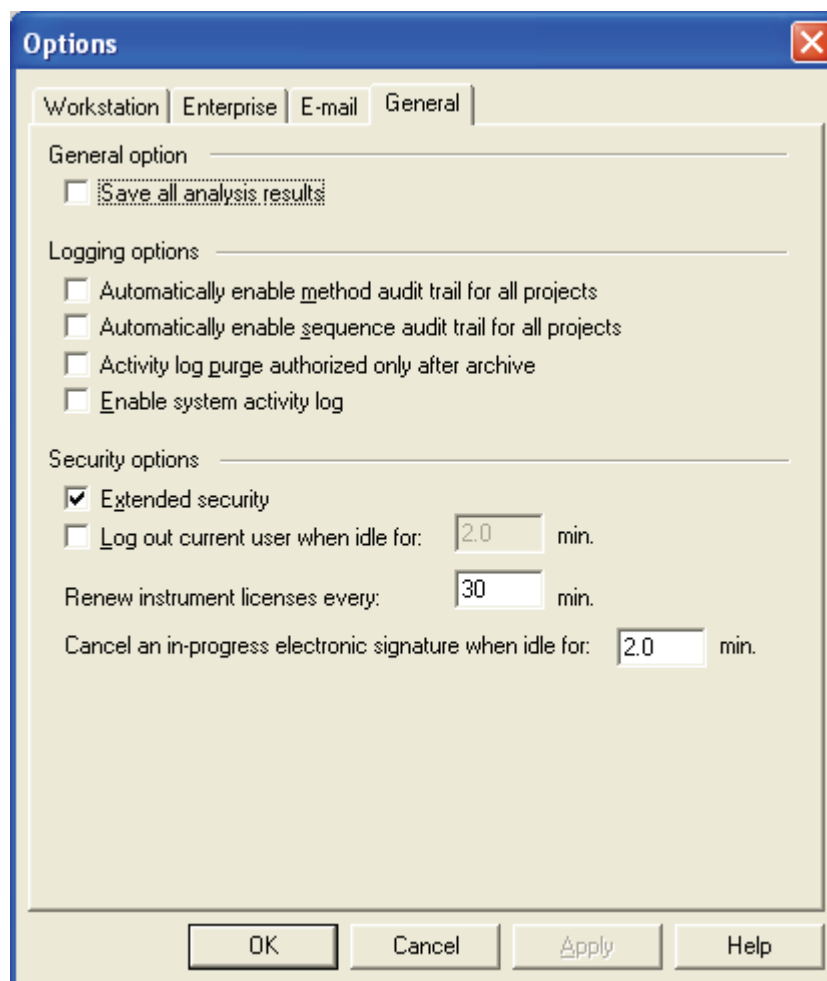 Options
Workstation Enterprise E-mail General
General option
Save all analysis results
Logging options
Automatically enable method audit trail for all projects
Automatically enable sequence audit trail for all projects
Activity log purge authorized only after archive
Enable system activity log
Security options
Extended security
Log out current user when idle for: 2.0 min.
Renew instrument licenses every: 30 min.
Cancel an in-progress electronic signature when idle for: 2.0 min.
OK Cancel Apply Help